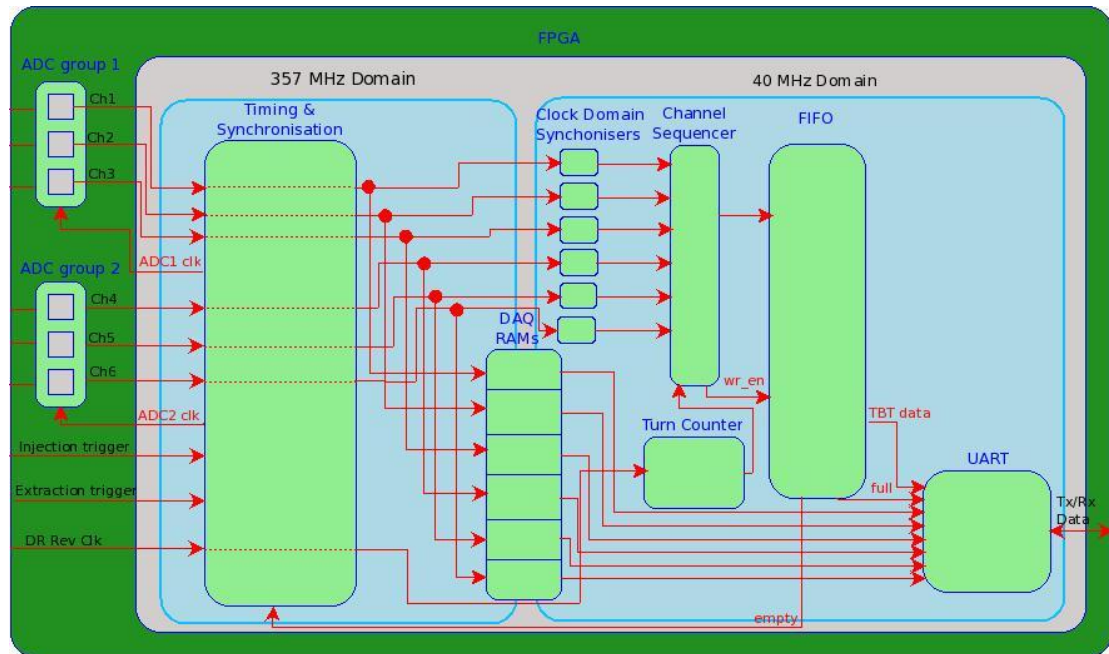 FPGA
ADC group 1
357 MHz Domain
40 MHz Domain
Ch1
Ch2
Ch3
Timing &
Synchronisation
Clock Domain
Synchonisers
Channel
Sequencer
FIFO
ADC1 clk
ADC group 2
Ch4
Ch5
Ch6
DAQ
RAMs
wr_en
ADC2 clk
Turn Counter
TBT data
Injection trigger
UART
Extraction trigger
full
Tx/Rx
Data
DR Rev Clk
empty